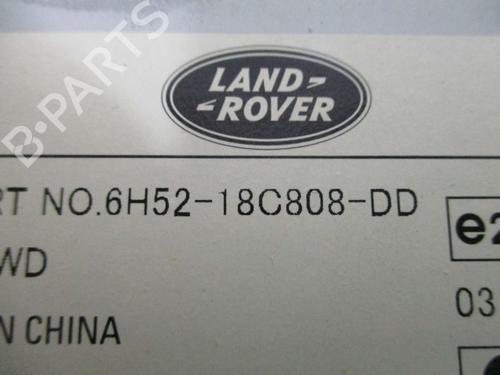 LAND
ROVER
B-PARTS
RT NO.6H52-18C808-DD
WD
e2
03
N CHINA